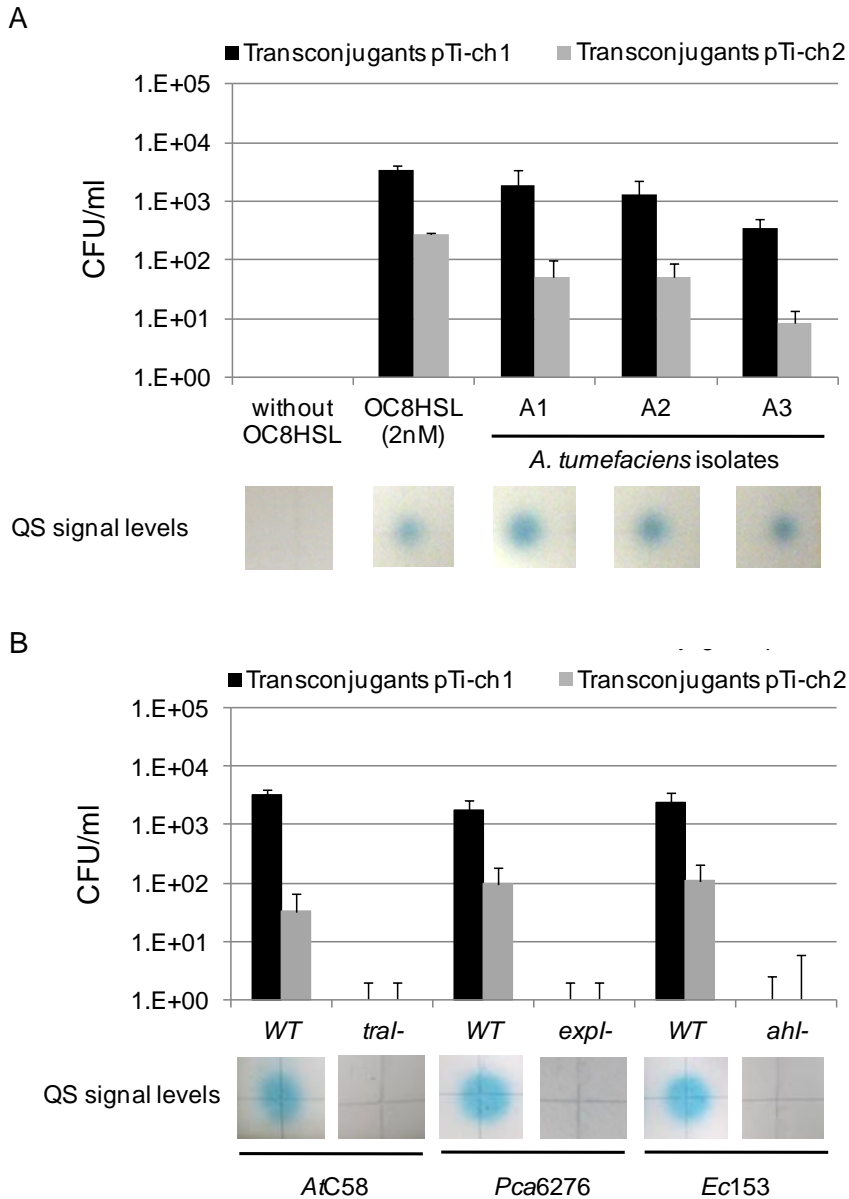 A
Transconjugants pTi-ch1 Transconjugants pTi-ch2
CFU/ml
1.E+05
1.E+04
1.E+03
1.E+02
1.E+01
1.E+00
without OC8HSL A1 A2 A3
OC8HSL (2nM)
A. tumefaciens isolates
QS signal levels
B
Transconjugants pTi-ch1 Transconjugants pTi-ch2
CFU/ml
1.E+05
1.E+04
1.E+03
1.E+02
1.E+01
1.E+00
WT traI- WT expI- WT ahl-
QS signal levels
AtC58 Pca6276 Ec153